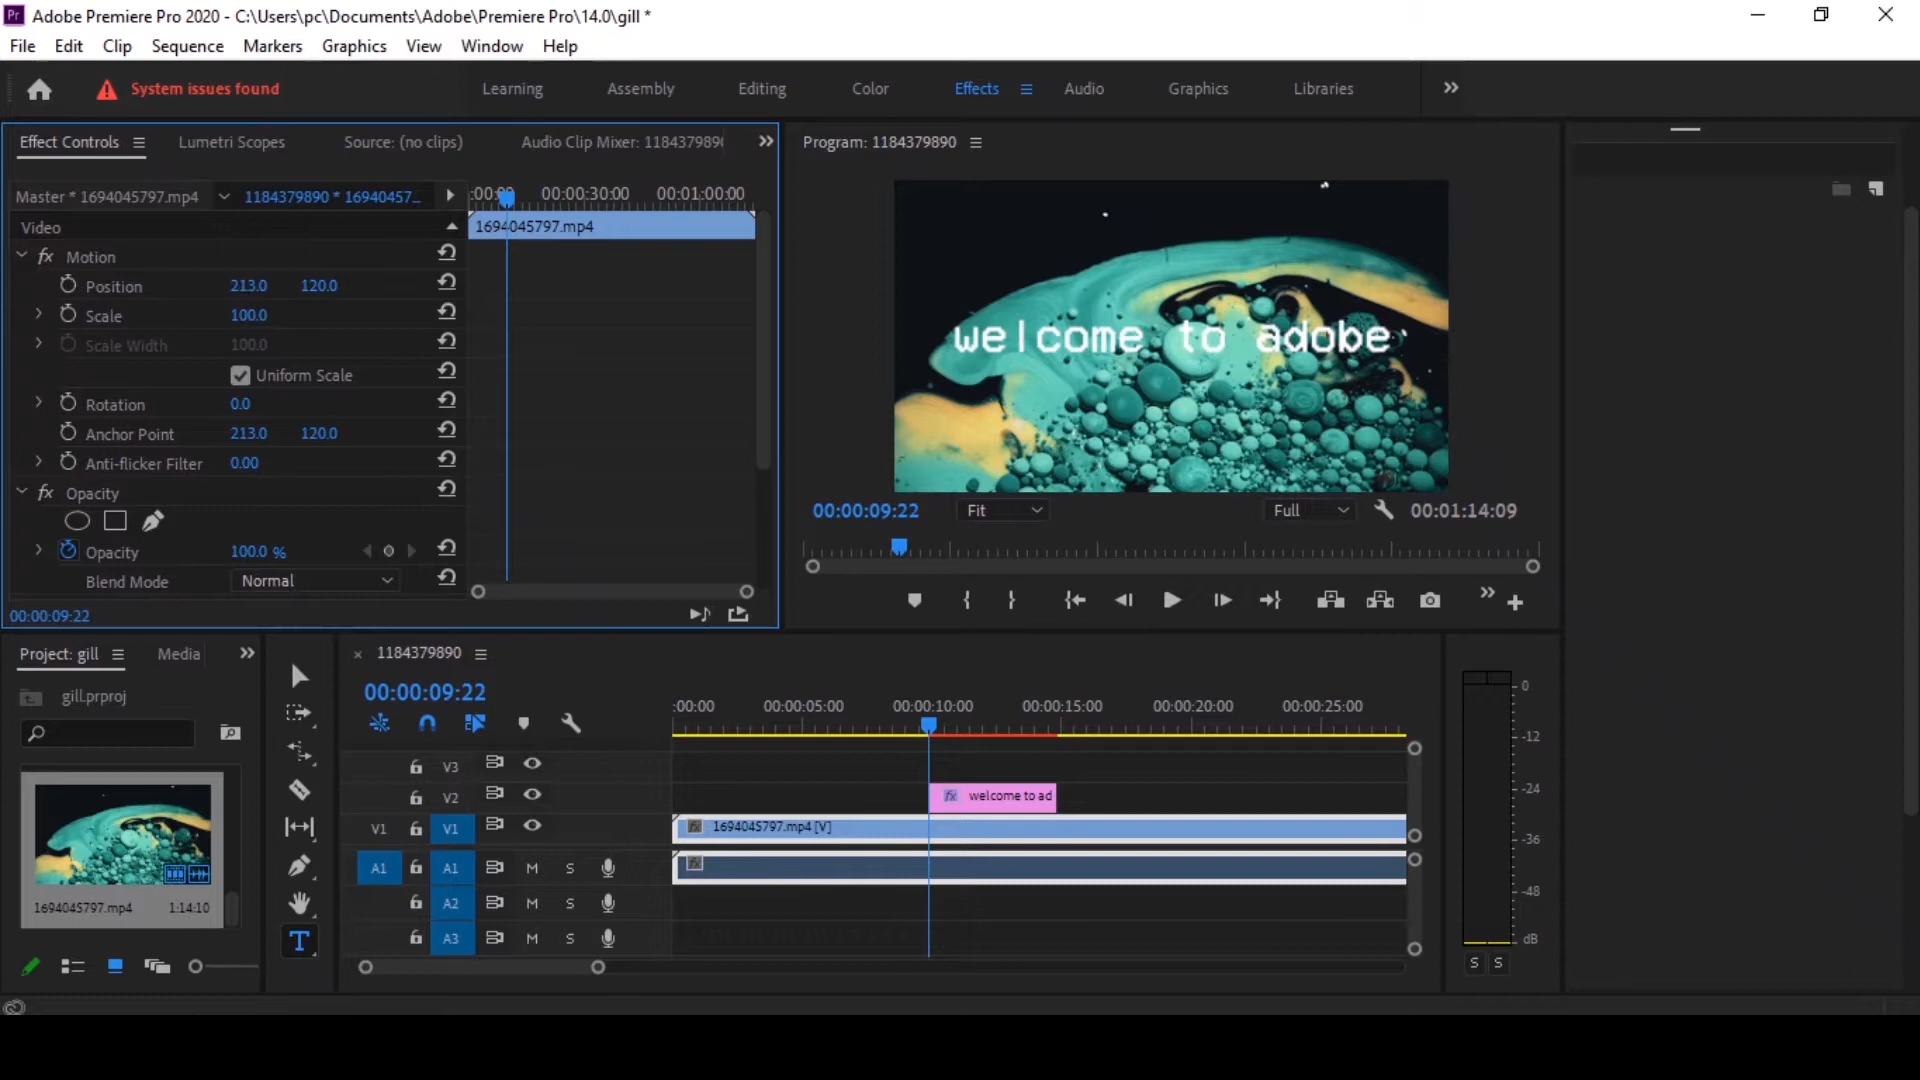 Adobe Premiere Pro 2020 - C:\Users\pc\Documents\Adobe\Premiere Pro\14.0\gill *
File Edit Clip Sequence Markers Graphics View Window Help
System issues found Learning Assembly Editing Color Effects Audio Graphics Libraries
Effect Controls Lumetri Scopes Source: (no clips) Audio Clip Mixer: 118437989
Program: 1184379890
Master * 1694045797.mp4 1184379890 * 16940457... :00:00 00:00:30:00 00:01:00:00
Video 1694045797.mp4
fx Motion
Position 213.0 120.0
Scale 100.0
Scale Width 100.0
Uniform Scale
Rotation 0.0
Anchor Point 213.0 120.0
Anti-flicker Filter 0.00
fx Opacity
Opacity 100.0 %
Blend Mode Normal
00:00:09:22
welcome to adobe
00:00:09:22 Fit Full 00:01:14:09
Project: gill Media
gill.prproj
1694045797.mp4 1:14:10
1184379890
00:00:09:22
:00:00 00:00:05:00 00:00:10:00 00:00:15:00 00:00:20:00 00:00:25:00
V3
V2 fx welcome to ad
V1 V1 fx 1694045797.mp4 [V]
A1 A1 M S fx
A2 M S
A3 M S
0
-12
-24
-36
-48
dB
S S